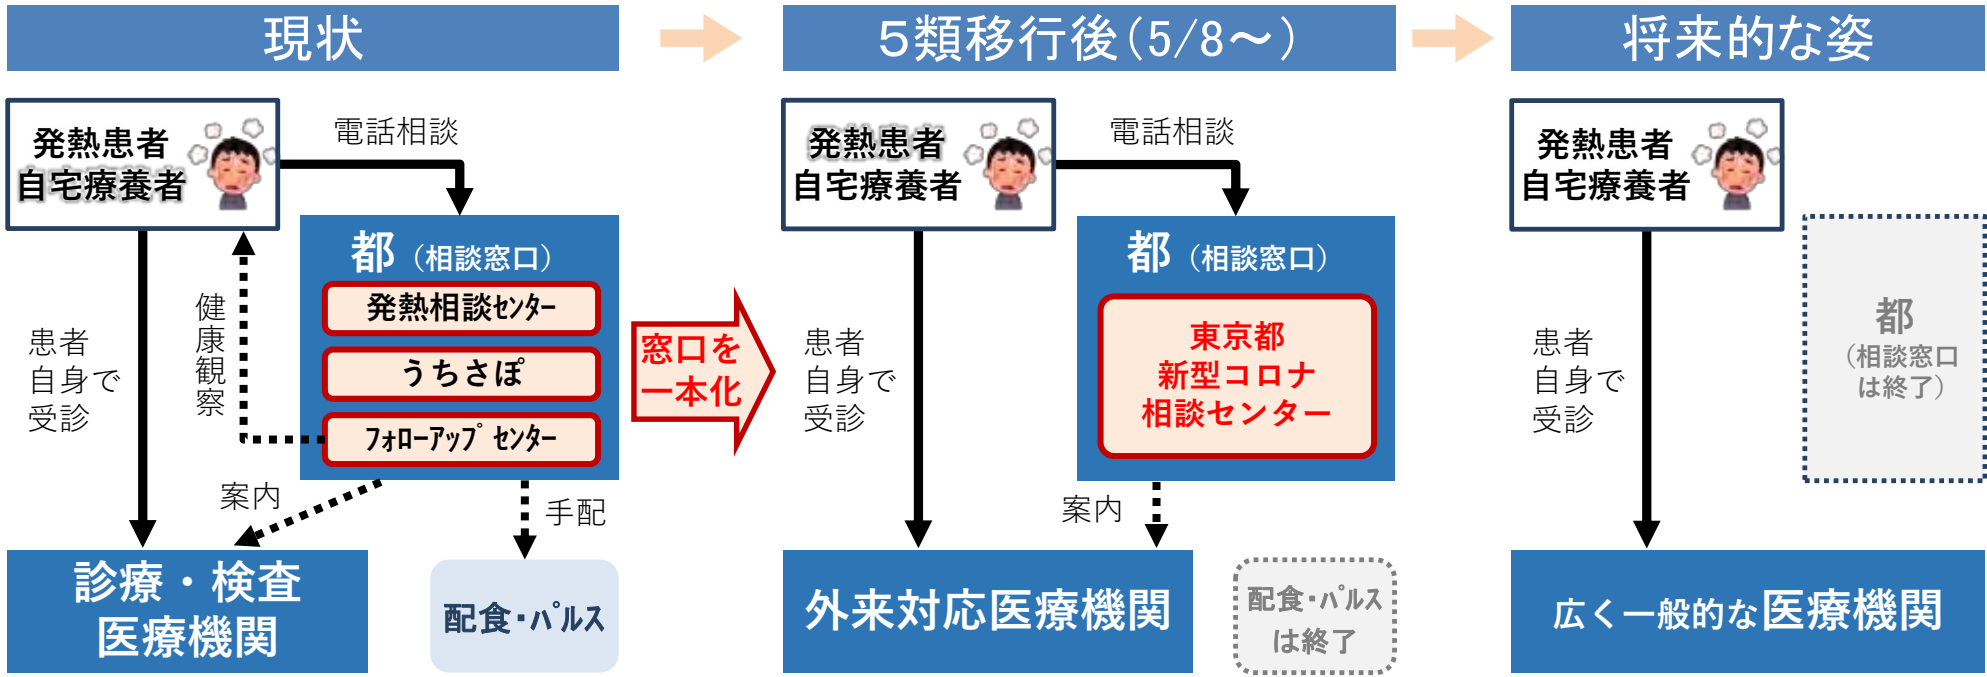 現状
発熱患者
自宅療養者
電話相談
都（相談窓口）
発熱相談ｾﾝﾀｰ
うちさぽ
ﾌｫﾛｰｱｯﾌﾟｾﾝﾀｰ
健康観察
患者
自身で
受診
案内
手配
診療・検査
医療機関
配食・ﾊﾟﾙｽ
窓口を
一本化
５類移行後（5/8～）
発熱患者
自宅療養者
電話相談
都（相談窓口）
東京都
新型コロナ
相談センター
患者
自身で
受診
案内
外来対応医療機関
配食・ﾊﾟﾙｽ
は終了
将来的な姿
発熱患者
自宅療養者
都
（相談窓口
は終了）
患者
自身で
受診
広く一般的な医療機関